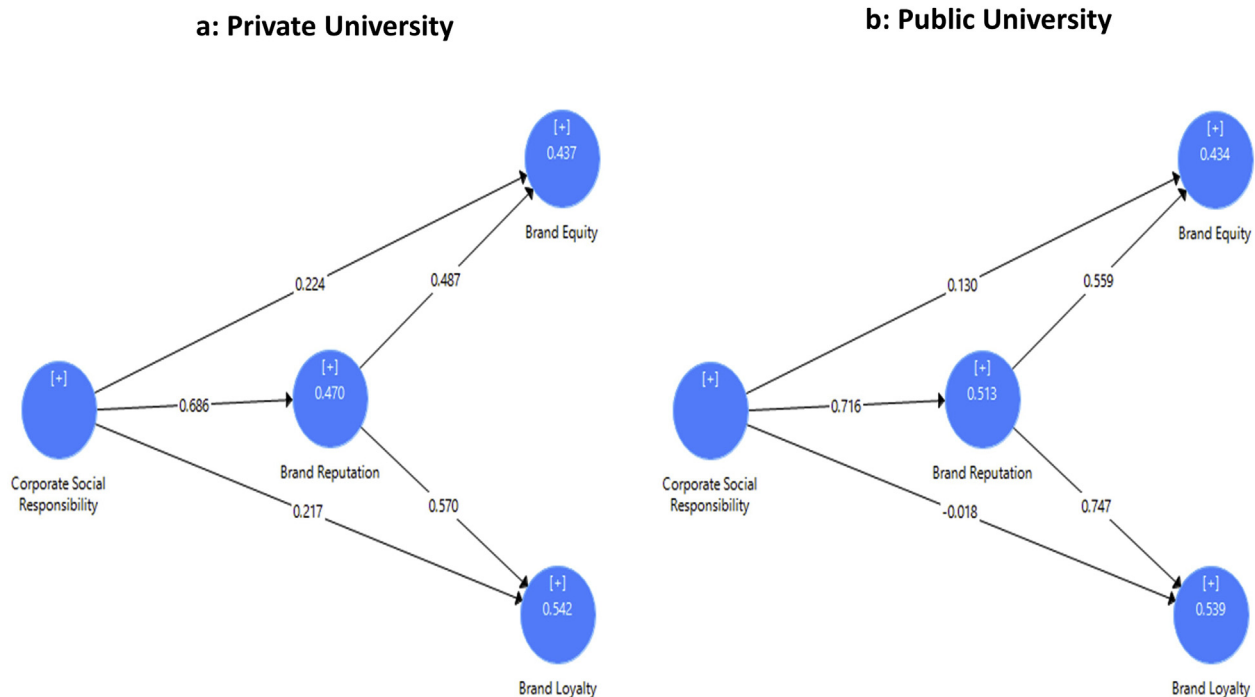 a: Private University
[+]
0.437
Brand Equity
0.224
0.487
[+]
[+]
0.470
0.686
Brand Reputation
Corporate Social
Responsibility
0.217
0.570
[+]
0.542
Brand Loyalty
b: Public University
[+]
0.434
Brand Equity
0.130
0.559
[+]
[+]
0.513
0.716
Brand Reputation
Corporate Social
Responsibility
-0.018
0.747
[+]
0.539
Brand Loyalty